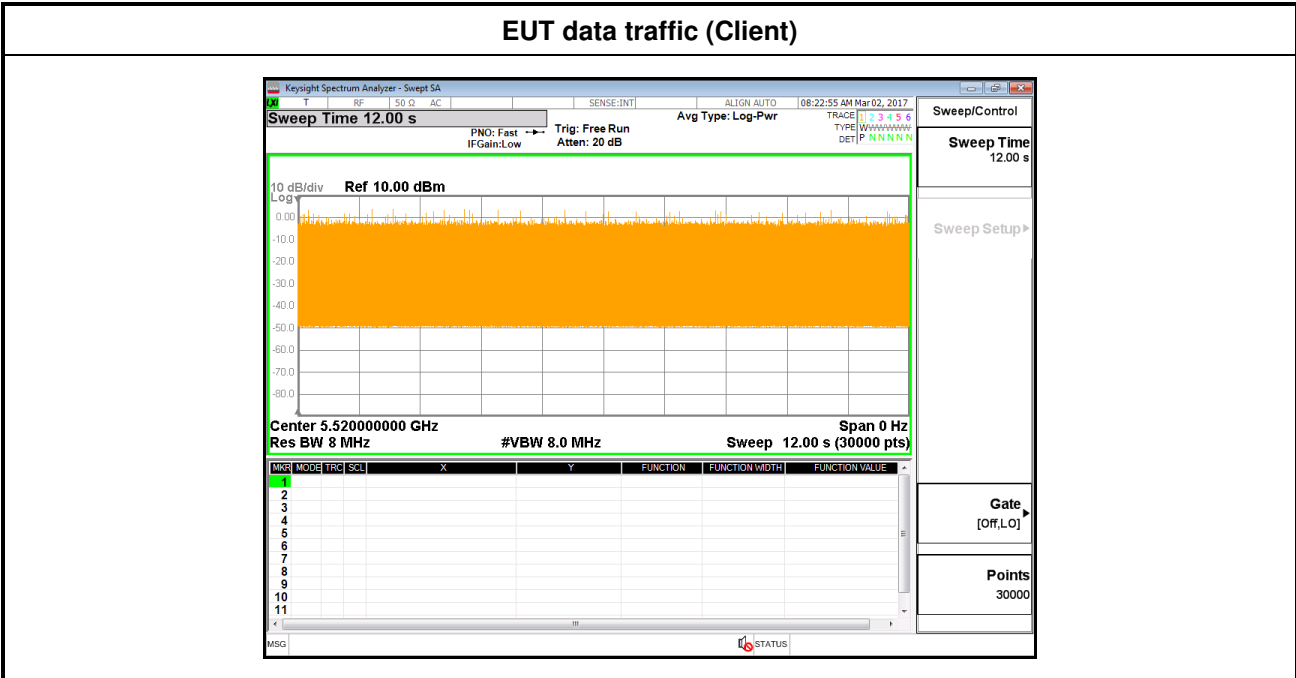 EUT data traffic (Client)
Keysight Spectrum Analyzer - Swept SA
LXI T RF 50 Ω AC SENSE:INT ALIGN AUTO 08:22:55 AM Mar 02, 2017
Sweep Time 12.00 s
PNO: Fast
IFGain:Low
Trig: Free Run
Atten: 20 dB
Avg Type: Log-Pwr
TRACE 1 2 3 4 5 6
TYPE WWWWWW
DET P N N N N N
10 dB/div Ref 10.00 dBm
Log
0.00
-10.0
-20.0
-30.0
-40.0
-50.0
-60.0
-70.0
-80.0
Center 5.520000000 GHz Span 0 Hz
Res BW 8 MHz #VBW 8.0 MHz Sweep 12.00 s (30000 pts)
MKR MODE TRC SCL X Y FUNCTION FUNCTION WIDTH FUNCTION VALUE
1
2
3
4
5
6
7
8
9
10
11
MSG STATUS
Sweep/Control
Sweep Time
12.00 s
Sweep Setup
Gate
[Off,LO]
Points
30000